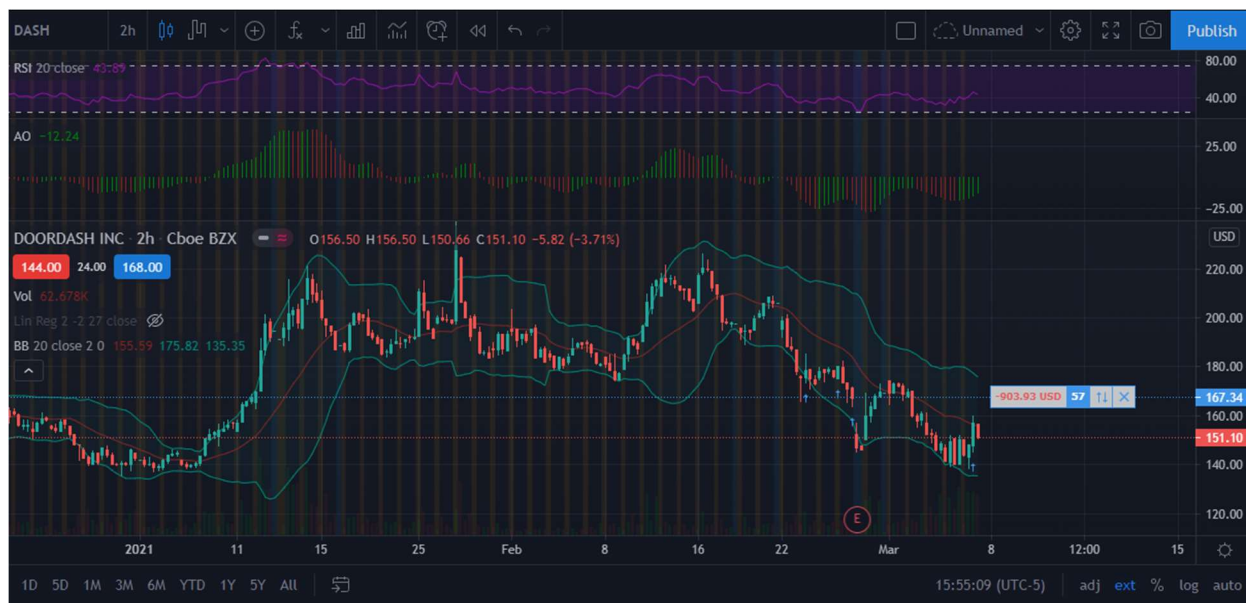 DASH 2h Unnamed Publish
RSI 20 close 43.89
80.00
40.00
AO −12.24
25.00
−25.00
DOORDASH INC · 2h · Cboe BZX O156.50 H156.50 L150.66 C151.10 −5.82 (−3.71%)
USD
144.00 24.00 168.00
Vol 62.678K
Lin Reg 2 -2 27 close
BB 20 close 2 0 155.59 175.82 135.35
220.00
200.00
180.00
-903.93 USD 57
167.34
160.00
151.10
140.00
120.00
E
2021 11 15 25 Feb 8 16 22 Mar 8 12:00 15
1D 5D 1M 3M 6M YTD 1Y 5Y All 15:55:09 (UTC-5) adj ext % log auto